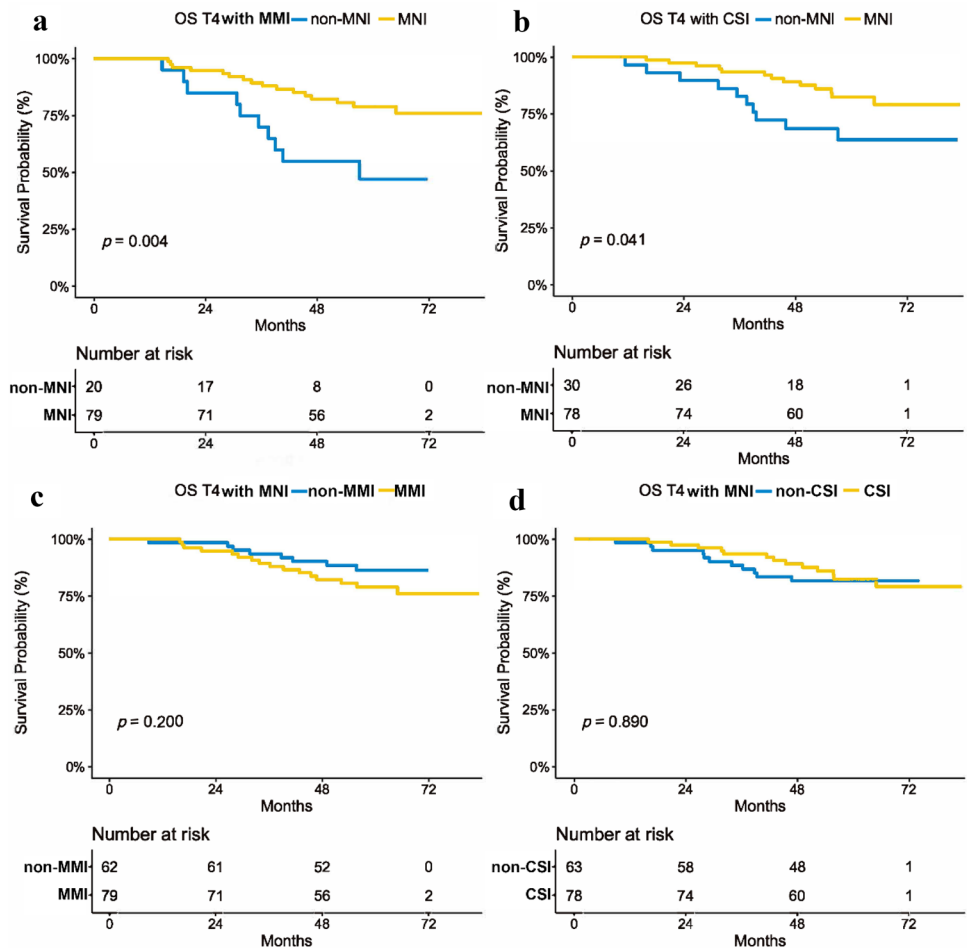 a
OS T4 with MMI non-MNI MNI
Survival Probability (%)
100%
75%
50%
25%
0%
p = 0.004
0 24 48 72
Months
Number at risk
non-MNI 20 17 8 0
MNI 79 71 56 2
0 24 48 72
Months
b
OS T4 with CSI non-MNI MNI
Survival Probability (%)
100%
75%
50%
25%
0%
p = 0.041
0 24 48 72
Months
Number at risk
non-MNI 30 26 18 1
MNI 78 74 60 1
0 24 48 72
Months
c
OS T4 with MNI non-MMI MMI
Survival Probability (%)
100%
75%
50%
25%
0%
p = 0.200
0 24 48 72
Months
Number at risk
non-MMI 62 61 52 0
MMI 79 71 56 2
0 24 48 72
Months
d
OS T4 with MNI non-CSI CSI
Survival Probability (%)
100%
75%
50%
25%
0%
p = 0.890
0 24 48 72
Months
Number at risk
non-CSI 63 58 48 1
CSI 78 74 60 1
0 24 48 72
Months